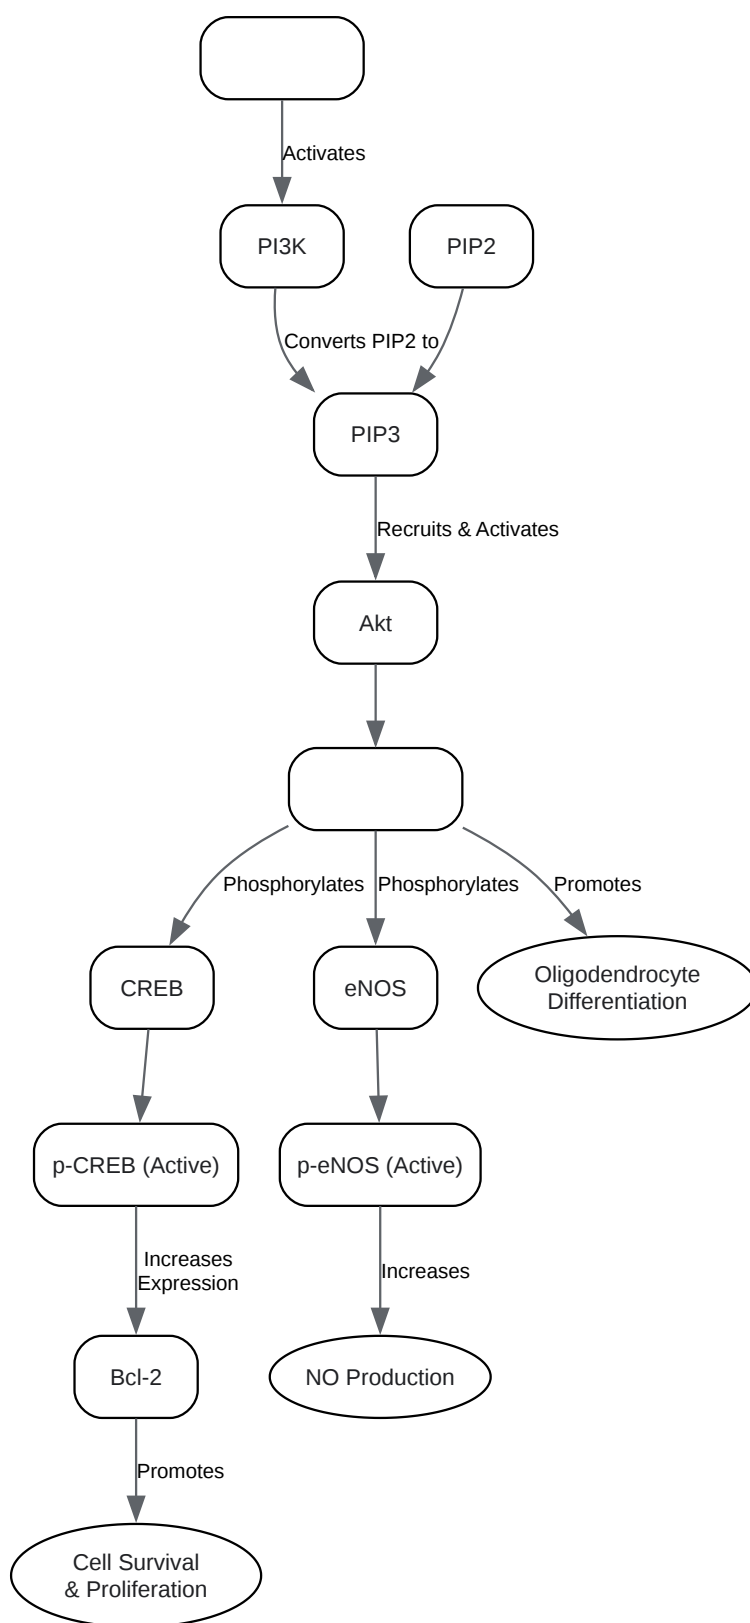 Activates
PI3K
PIP2
Converts PIP2 to
PIP3
Recruits & Activates
Akt
Phosphorylates
Phosphorylates
Promotes
CREB
eNOS
Oligodendrocyte
Differentiation
p-CREB (Active)
p-eNOS (Active)
Increases
Expression
Increases
Bcl-2
NO Production
Promotes
Cell Survival
& Proliferation